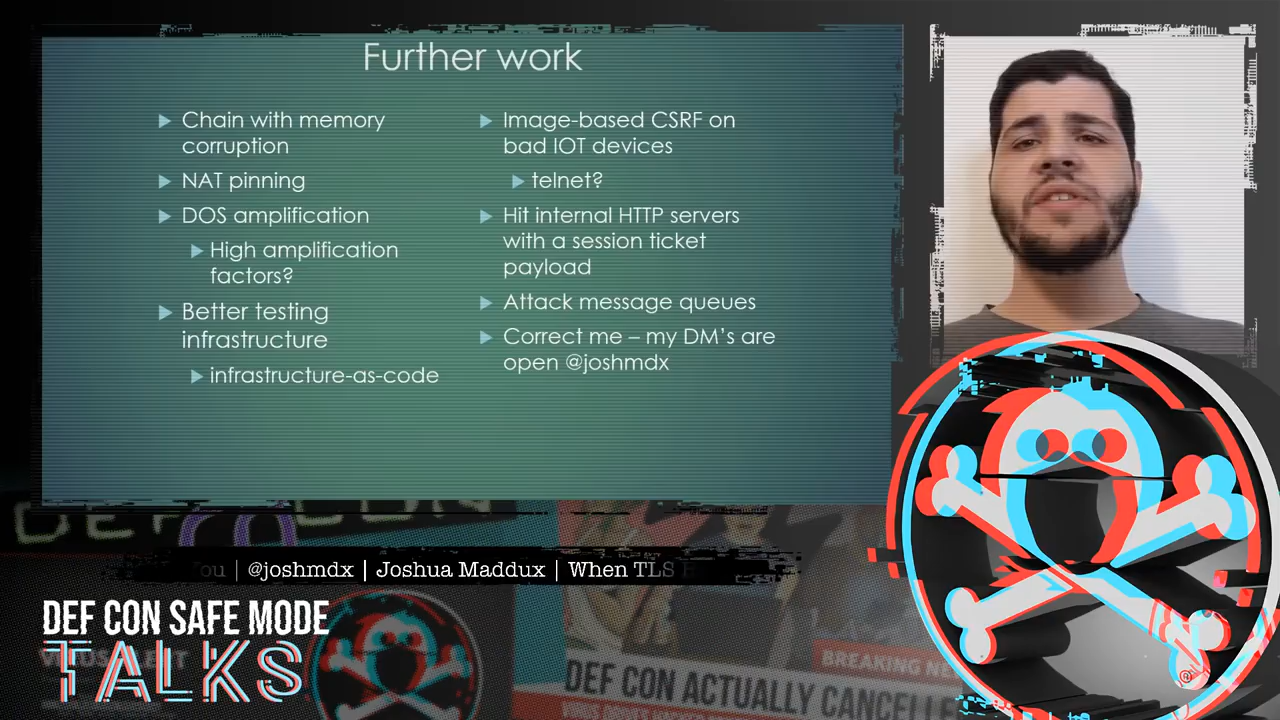 Further work
Chain with memory
corruption
NAT pinning
DOS amplification
High amplification
factors?
Better testing
infrastructure
infrastructure-as-code
Image-based CSRF on
bad IOT devices
telnet?
Hit internal HTTP servers
with a session ticket
payload
Attack message queues
Correct me – my DM's are
open @joshmdx
DEF CON
You | @joshmdx | Joshua Maddux | When TLS
DEF CON SAFE MODE
TALKS
BREAKING NE
DEF CON ACTUALLY CANCELLE